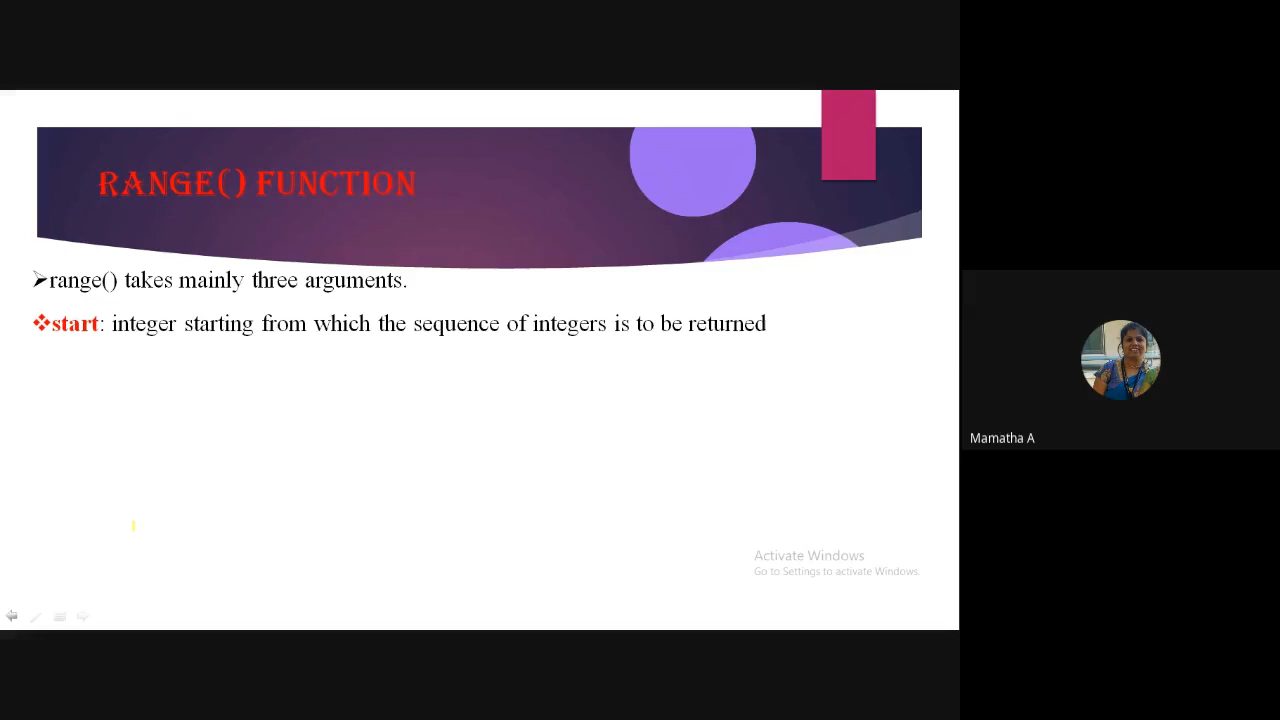 RANGE() FUNCTION
➢range() takes mainly three arguments.
❖start: integer starting from which the sequence of integers is to be returned
Mamatha A
Activate Windows
Go to Settings to activate Windows.